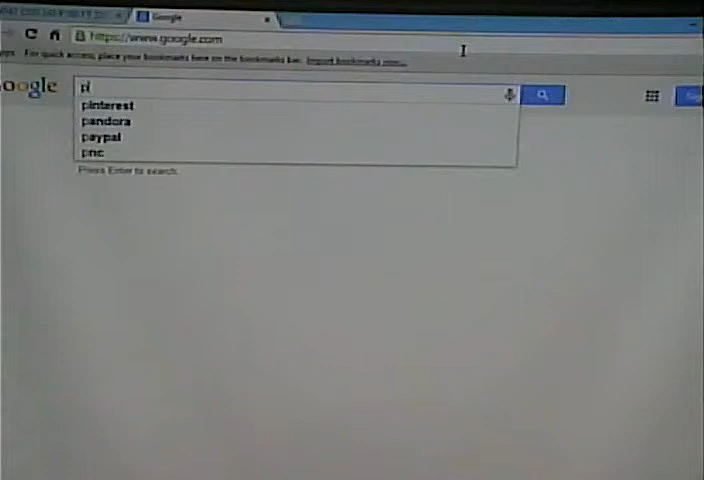 Google
https://www.google.com
For quick access, place your bookmarks here on the bookmarks bar. Import bookmarks now...
Google
p
pinterest
pandora
paypal
pnc
Press Enter to search.